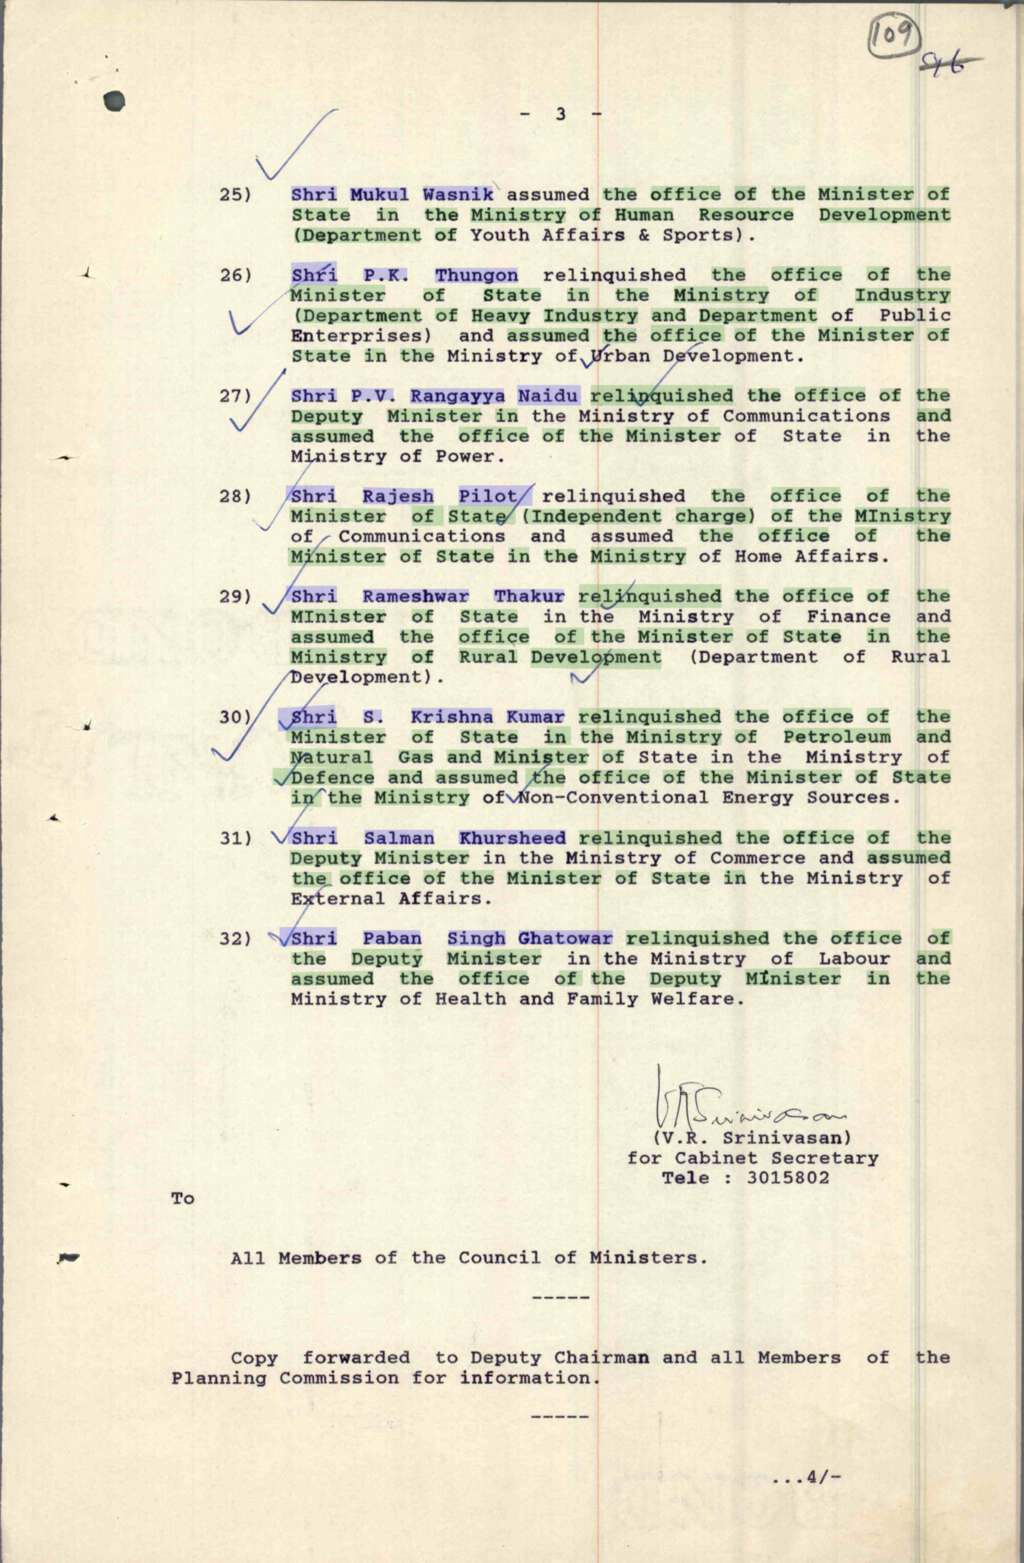 109
- 3 -
25) Shri Mukul Wasnik assumed the office of the Minister of
State in the Ministry of Human Resource Development
(Department of Youth Affairs & Sports).
26) Shri P.K. Thungon relinquished the office of the
Minister of State in the Ministry of Industry
(Department of Heavy Industry and Department of Public
Enterprises) and assumed the office of the Minister of
State in the Ministry of Urban Development.
27) Shri P.V. Rangayya Naidu relinquished the office of the
Deputy Minister in the Ministry of Communications and
assumed the office of the Minister of State in the
Ministry of Power.
28) Shri Rajesh Pilot relinquished the office of the
Minister of State (Independent charge) of the MInistry
of Communications and assumed the office of the
Minister of State in the Ministry of Home Affairs.
29) Shri Rameshwar Thakur relinquished the office of the
MInister of State in the Ministry of Finance and
assumed the office of the Minister of State in the
Ministry of Rural Development (Department of Rural
Development).
30) Shri S. Krishna Kumar relinquished the office of the
Minister of State in the Ministry of Petroleum and
Natural Gas and Minister of State in the Ministry of
Defence and assumed the office of the Minister of State
in the Ministry of Non-Conventional Energy Sources.
31) Shri Salman Khursheed relinquished the office of the
Deputy Minister in the Ministry of Commerce and assumed
the office of the Minister of State in the Ministry of
External Affairs.
32) Shri Paban Singh Ghatowar relinquished the office of
the Deputy Minister in the Ministry of Labour and
assumed the office of the Deputy MInister in the
Ministry of Health and Family Welfare.
VRSrinivasan
(V.R. Srinivasan)
for Cabinet Secretary
Tele : 3015802
To
All Members of the Council of Ministers.
-----
Copy forwarded to Deputy Chairman and all Members of the
Planning Commission for information.
-----
...4/-